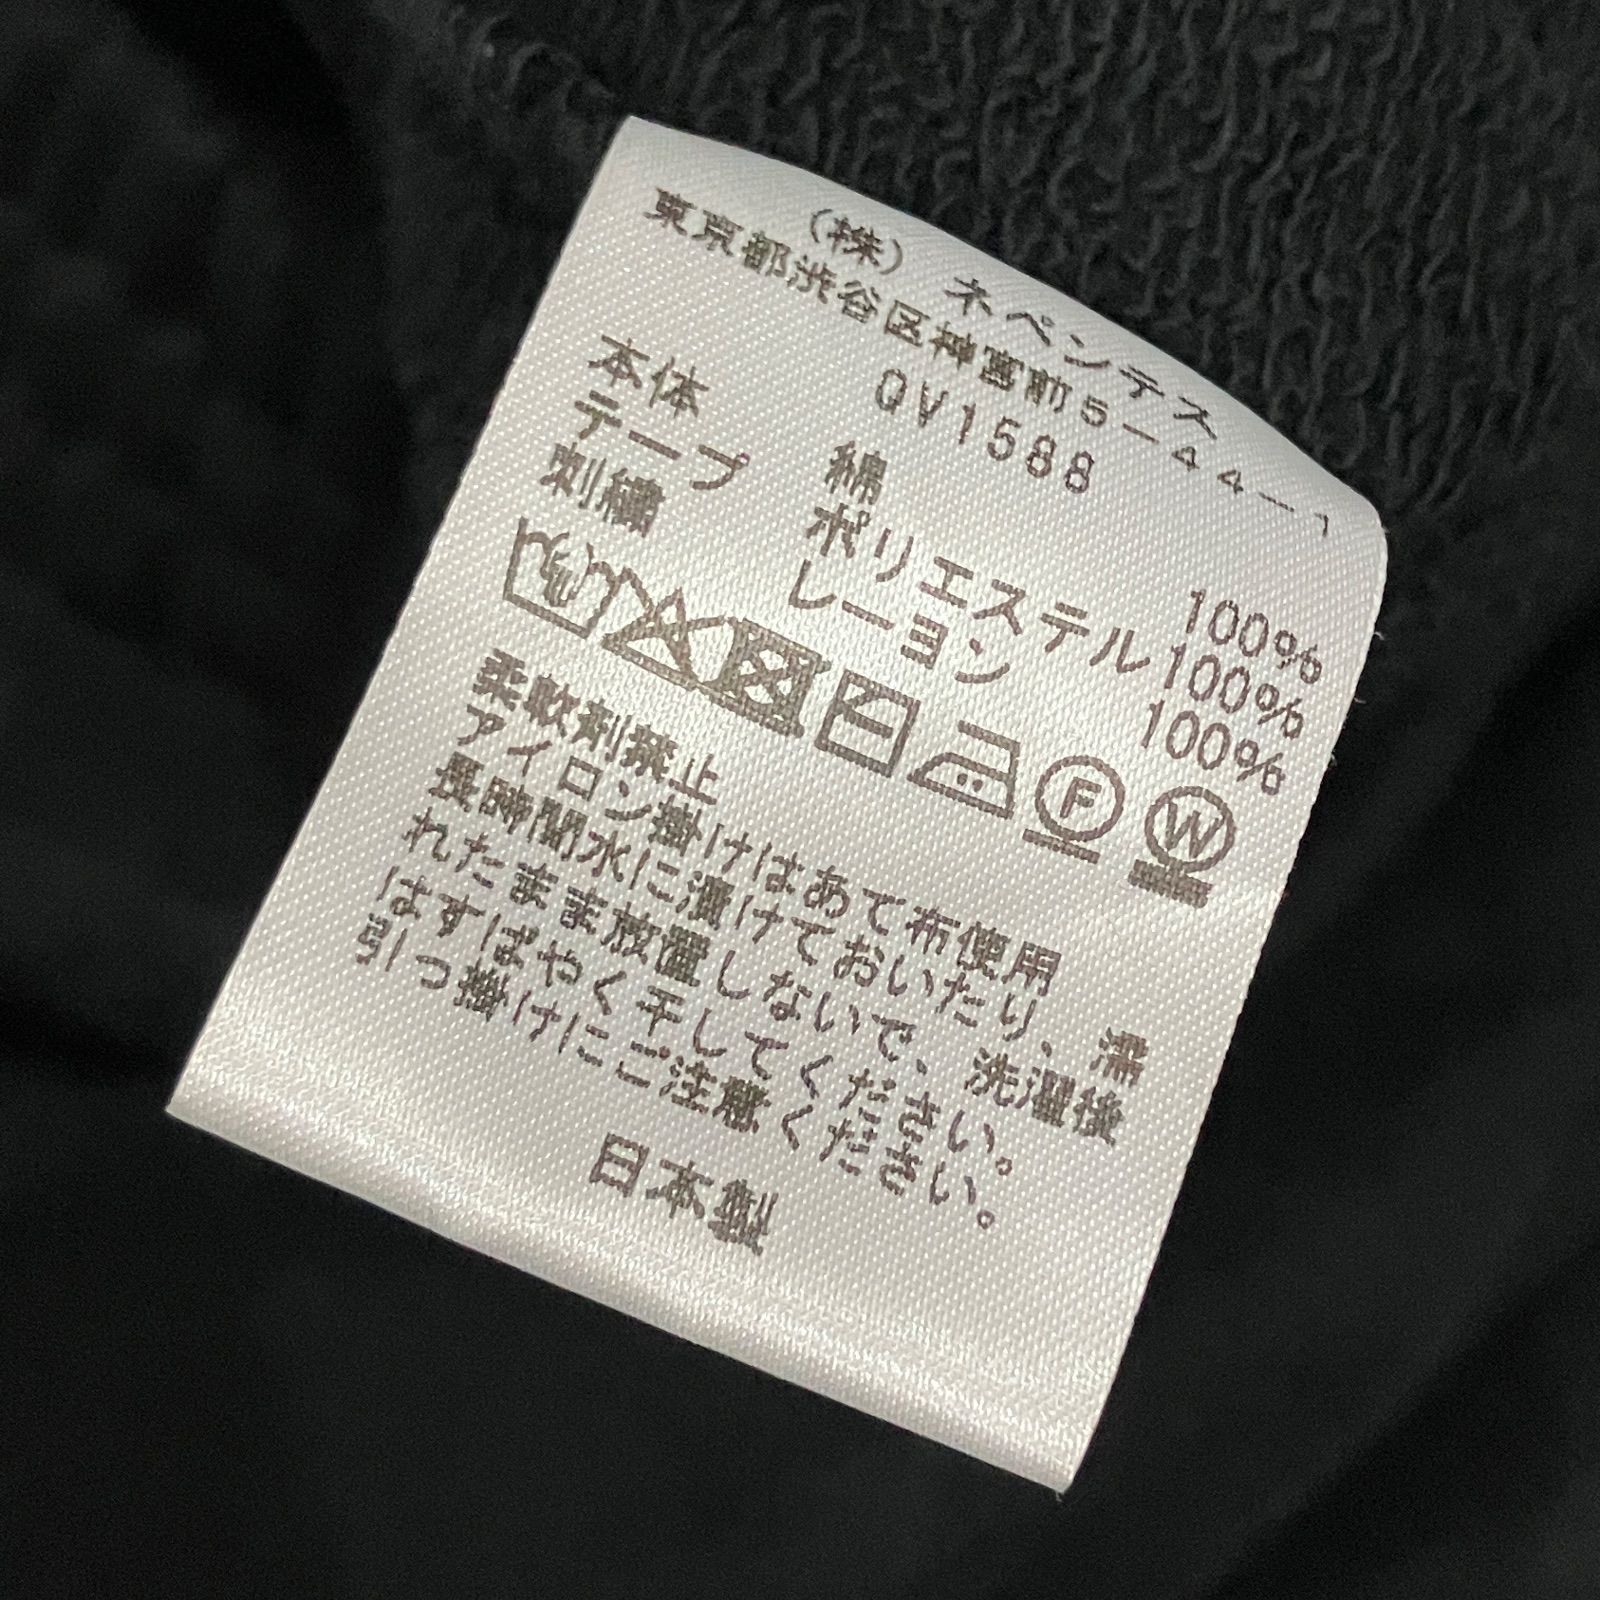 (株) ネペンテス
東京都渋谷区神宮前5-44-1
QV1588
本体 綿 100%
テープ ポリエステル 100%
刺繍 レーヨン 100%
F W
柔軟剤禁止
アイロン掛けはあて布使用
長時間水に漬けておいたり、濡
れたまま放置しないで、洗濯後
はすばやく干してください。
引っ掛けにご注意ください。
日本製